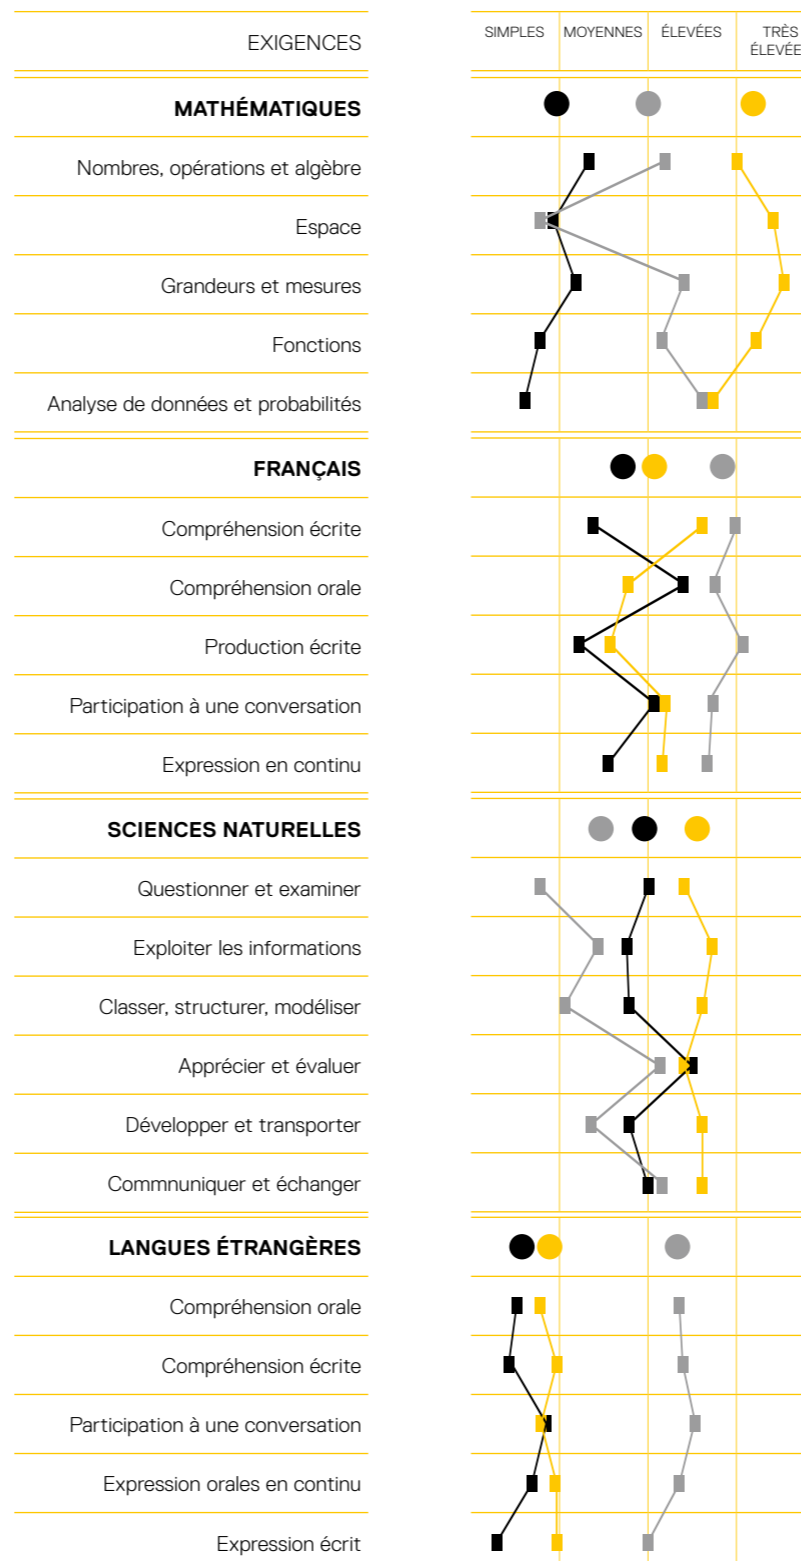 EXIGENCES
SIMPLES
MOYENNES
ÉLEVÉES
TRÈS
ÉLEVÉE
MATHÉMATIQUES
Nombres, opérations et algèbre
Espace
Grandeurs et mesures
Fonctions
Analyse de données et probabilités
FRANÇAIS
Compréhension écrite
Compréhension orale
Production écrite
Participation à une conversation
Expression en continu
SCIENCES NATURELLES
Questionner et examiner
Exploiter les informations
Classer, structurer, modéliser
Apprécier et évaluer
Développer et transporter
Commnuniquer et échanger
LANGUES ÉTRANGÈRES
Compréhension orale
Compréhension écrite
Participation à une conversation
Expression orales en continu
Expression écrit